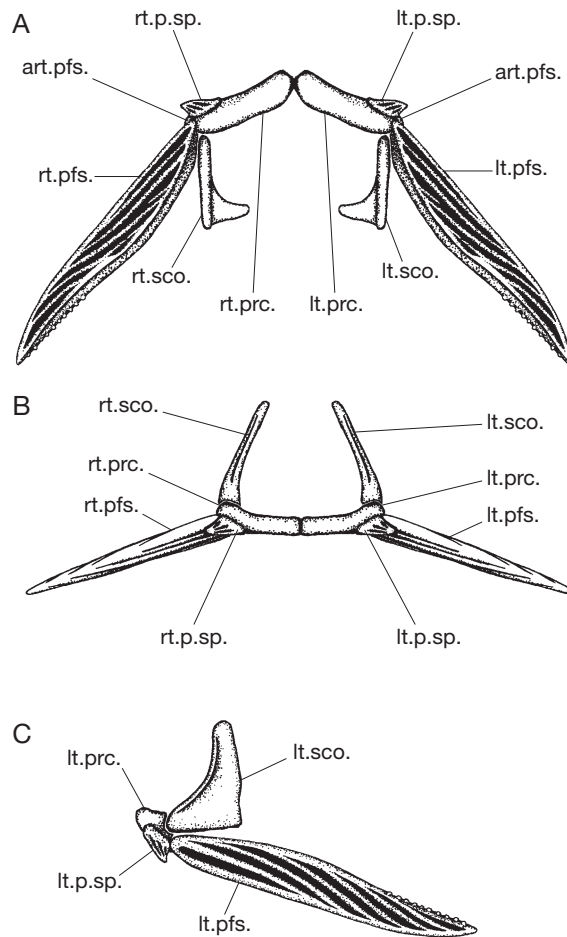 A
rt.p.sp.
lt.p.sp.
art.pfs.
art.pfs.
rt.pfs.
lt.pfs.
rt.sco.
lt.sco.
rt.prc.
lt.prc.
B
rt.sco.
lt.sco.
rt.prc.
lt.prc.
rt.pfs.
lt.pfs.
rt.p.sp.
lt.p.sp.
C
lt.prc.
lt.sco.
lt.p.sp.
lt.pfs.